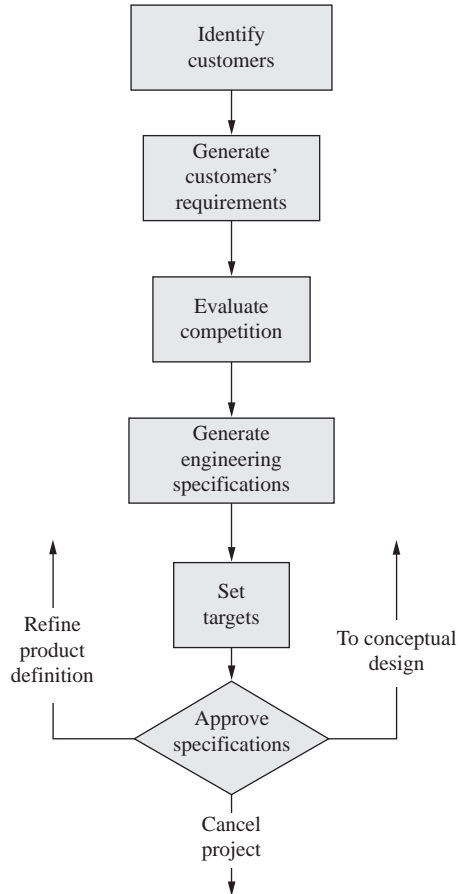 Identify
customers
Generate
customers’
requirements
Evaluate
competition
Generate
engineering
specifications
Set
targets
Refine
product
definition
To conceptual
design
Approve
specifications
Cancel
project